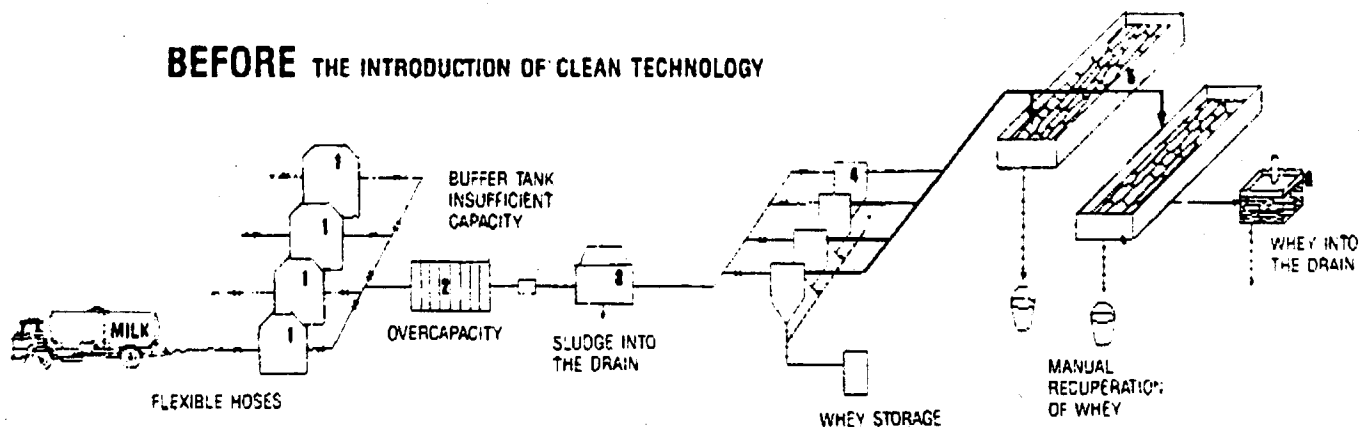 BEFORE THE INTRODUCTION OF CLEAN TECHNOLOGY
1
1
1
1
BUFFER TANK
INSUFFICIENT
CAPACITY
MILK
FLEXIBLE HOSES
2
OVERCAPACITY
SLUDGE INTO
THE DRAIN
4
WHEY STORAGE
MANUAL
RECUPERATION
OF WHEY
WHEY INTO
THE DRAIN